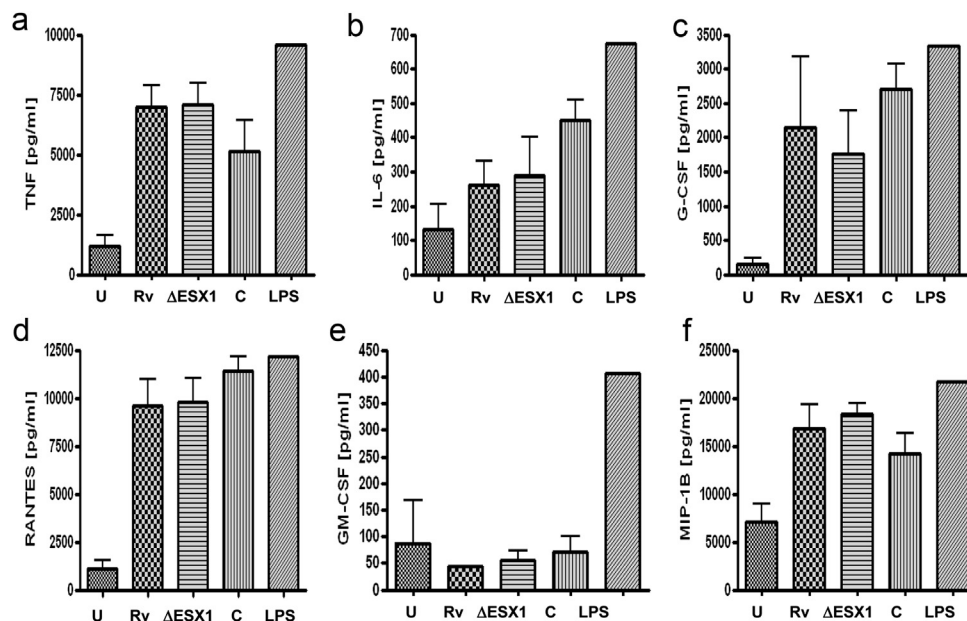 a
TNF [pg/ml]
10000
7500
5000
2500
0
U Rv ΔESX1 C LPS
b
IL-6 [pg/ml]
700
600
500
400
300
200
100
0
U Rv ΔESX1 C LPS
c
G-CSF [pg/ml]
3500
3000
2500
2000
1500
1000
500
0
U Rv ΔESX1 C LPS
d
RANTES [pg/ml]
12500
10000
7500
5000
2500
0
U Rv ΔESX1 C LPS
e
GM-CSF [pg/ml]
450
400
350
300
250
200
150
100
50
0
U Rv ΔESX1 C LPS
f
MIP-1B [pg/ml]
25000
20000
15000
10000
5000
0
U Rv ΔESX1 C LPS